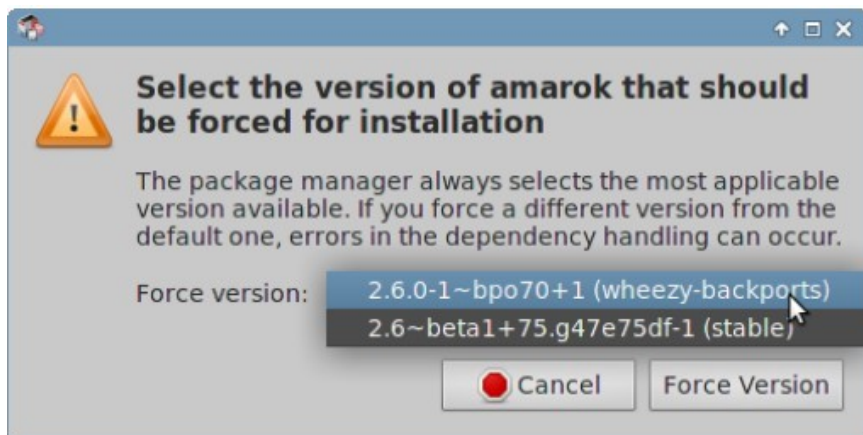 Select the version of amarok that should
be forced for installation
The package manager always selects the most applicable
version available. If you force a different version from the
default one, errors in the dependency handling can occur.
Force version:
2.6.0-1~bpo70+1 (wheezy-backports)
2.6~beta1+75.g47e75df-1 (stable)
Cancel
Force Version